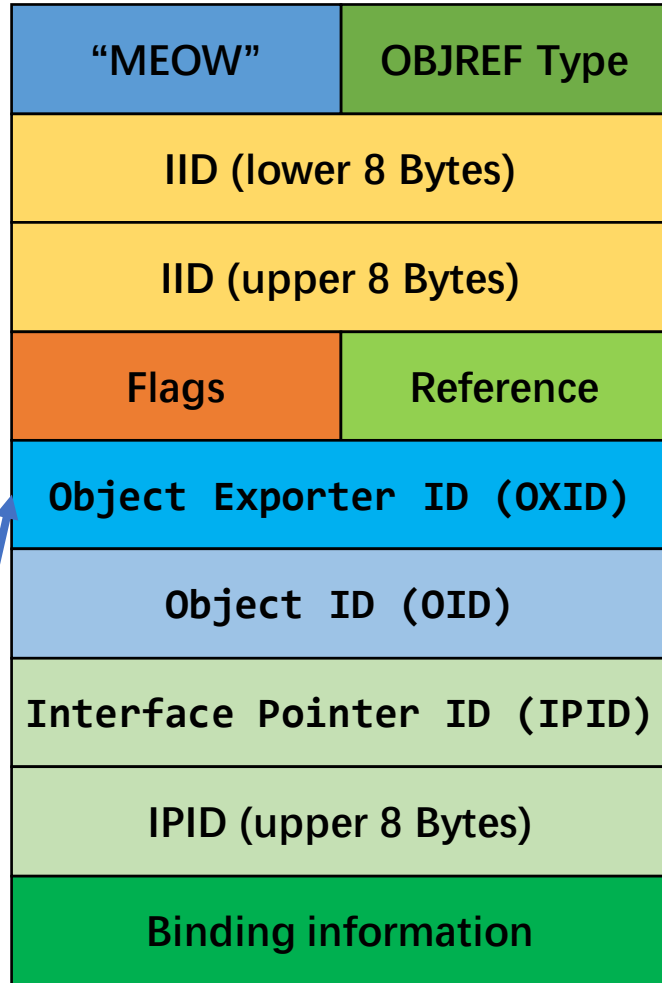 “MEOW” OBJREF Type
IID (lower 8 Bytes)
IID (upper 8 Bytes)
Flags Reference
Object Exporter ID (OXID)
Object ID (OID)
Interface Pointer ID (IPID)
IPID (upper 8 Bytes)
Binding information